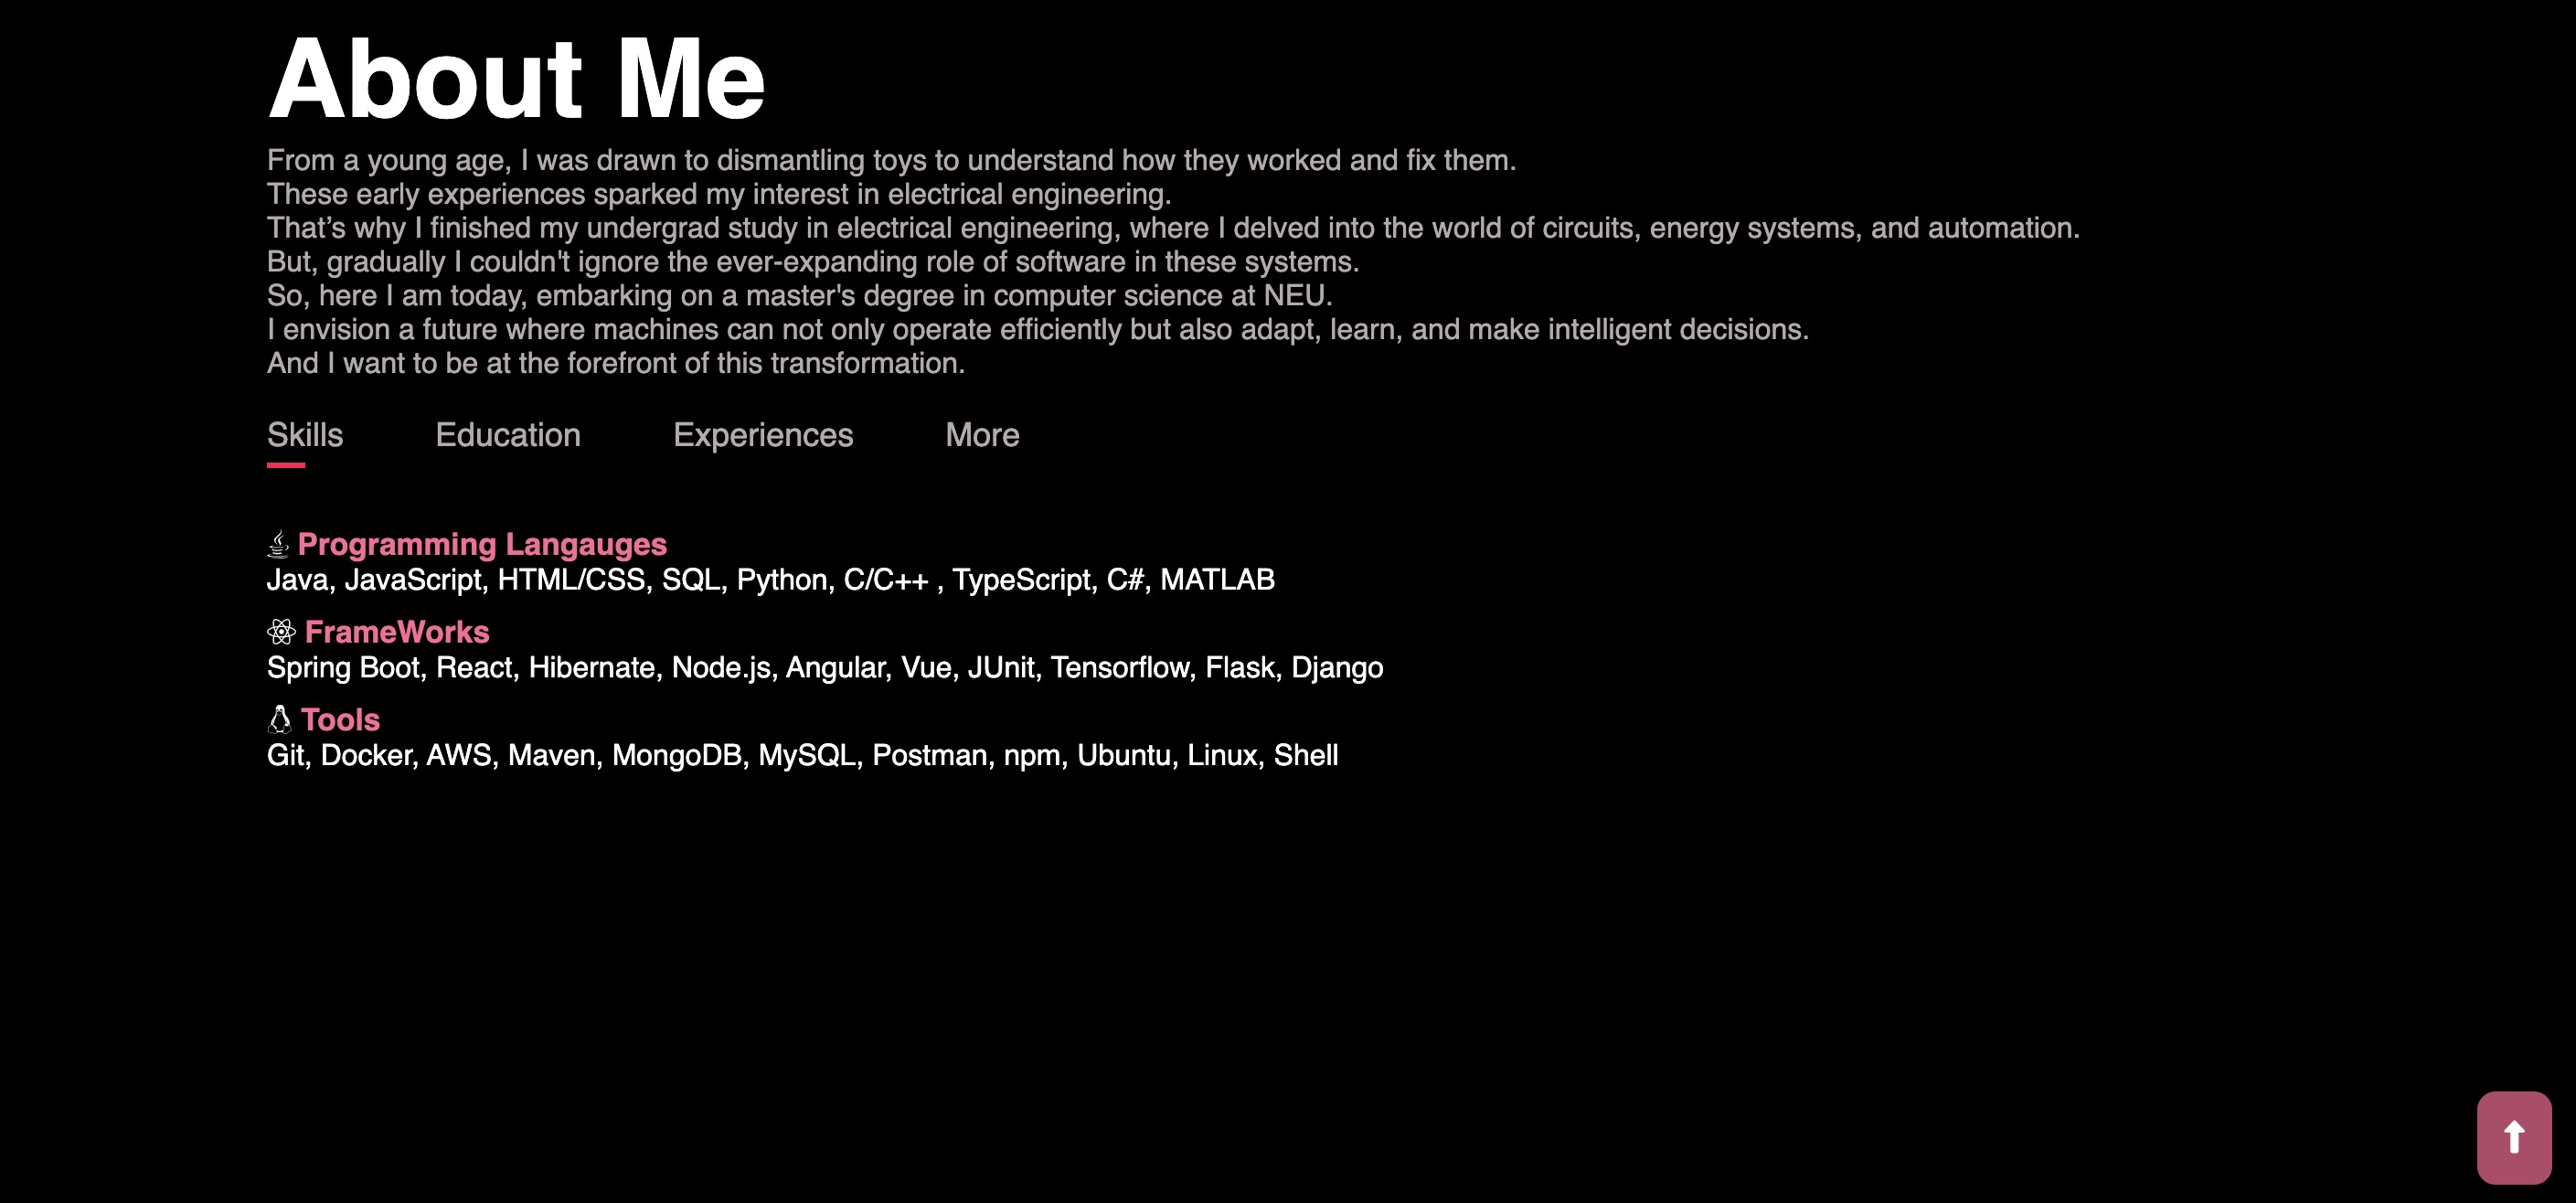 About Me
From a young age, I was drawn to dismantling toys to understand how they worked and fix them.
These early experiences sparked my interest in electrical engineering.
That’s why I finished my undergrad study in electrical engineering, where I delved into the world of circuits, energy systems, and automation.
But, gradually I couldn't ignore the ever-expanding role of software in these systems.
So, here I am today, embarking on a master's degree in computer science at NEU.
I envision a future where machines can not only operate efficiently but also adapt, learn, and make intelligent decisions.
And I want to be at the forefront of this transformation.
Skills Education Experiences More
Programming Langauges
Java, JavaScript, HTML/CSS, SQL, Python, C/C++ , TypeScript, C#, MATLAB
FrameWorks
Spring Boot, React, Hibernate, Node.js, Angular, Vue, JUnit, Tensorflow, Flask, Django
Tools
Git, Docker, AWS, Maven, MongoDB, MySQL, Postman, npm, Ubuntu, Linux, Shell